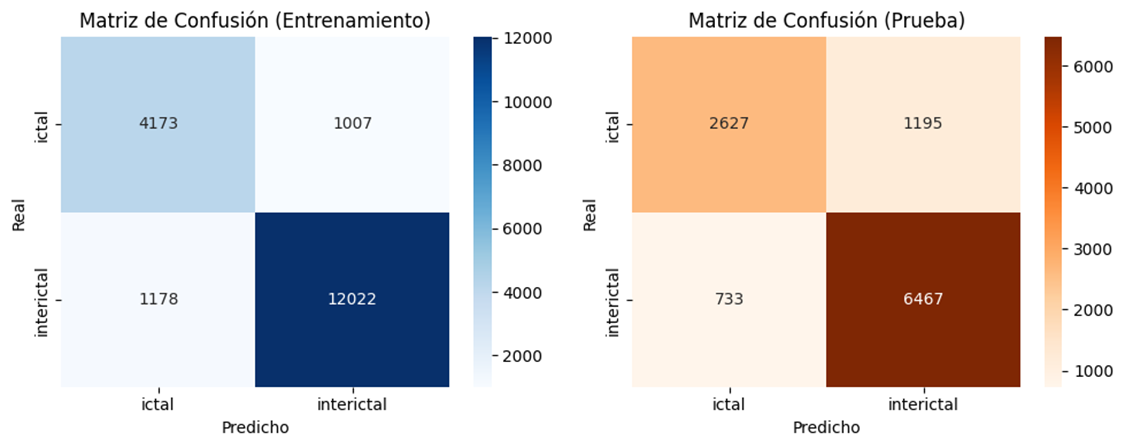 Matriz de Confusión (Entrenamiento)
ictal
interictal
Real
4173
1007
1178
12022
ictal
interictal
Predicho
12000
10000
8000
6000
4000
2000
Matriz de Confusión (Prueba)
ictal
interictal
Real
2627
1195
733
6467
ictal
interictal
Predicho
6000
5000
4000
3000
2000
1000